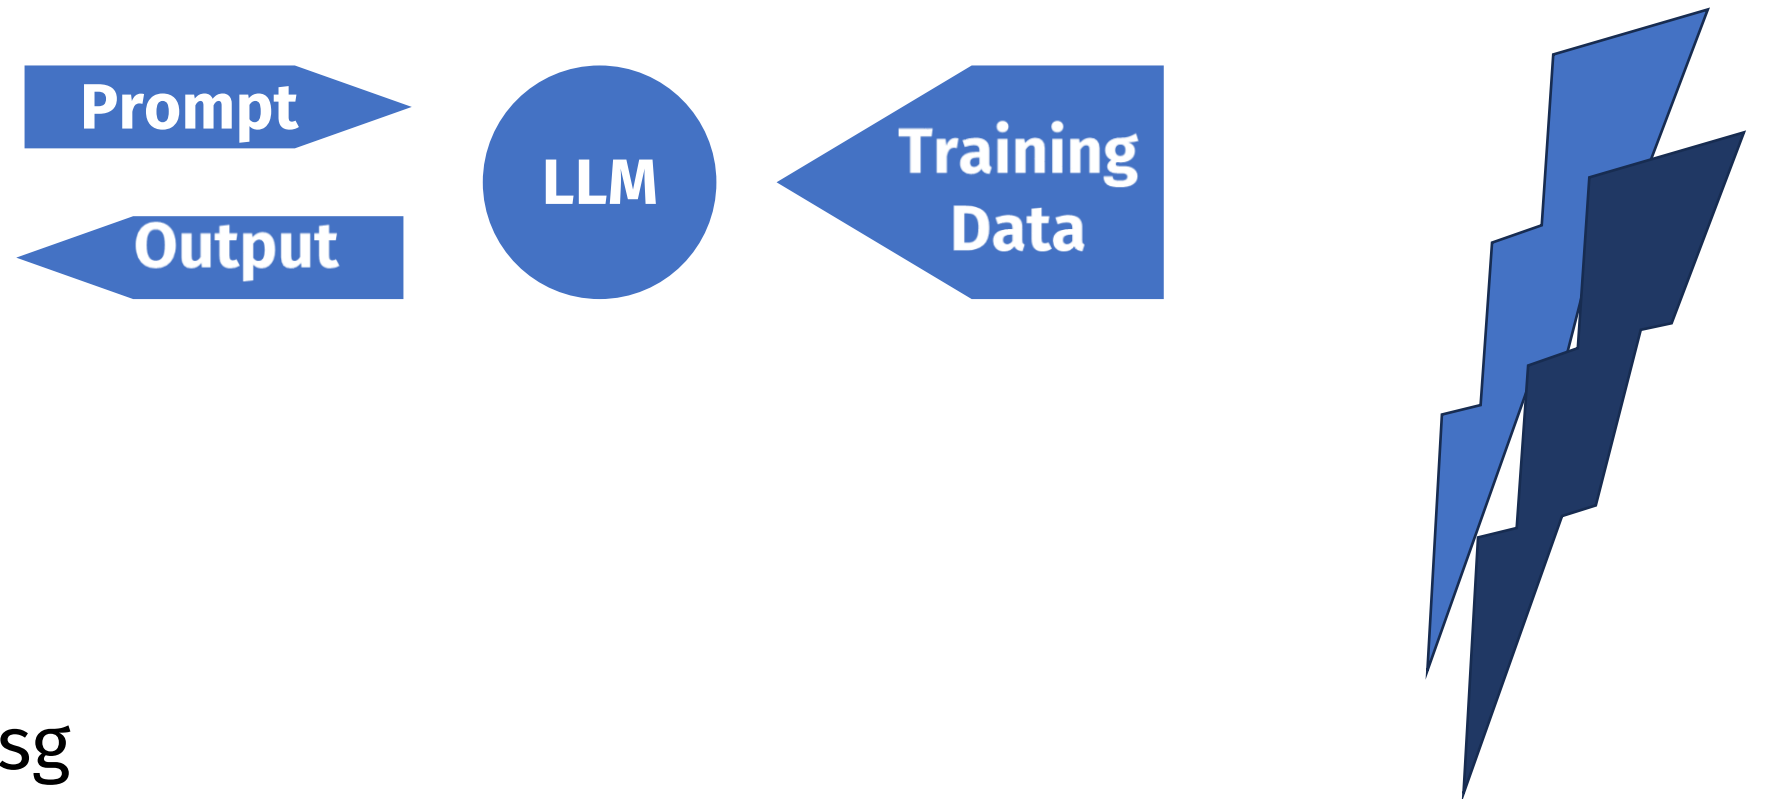 Prompt
LLM
Training
Data
Output
sg